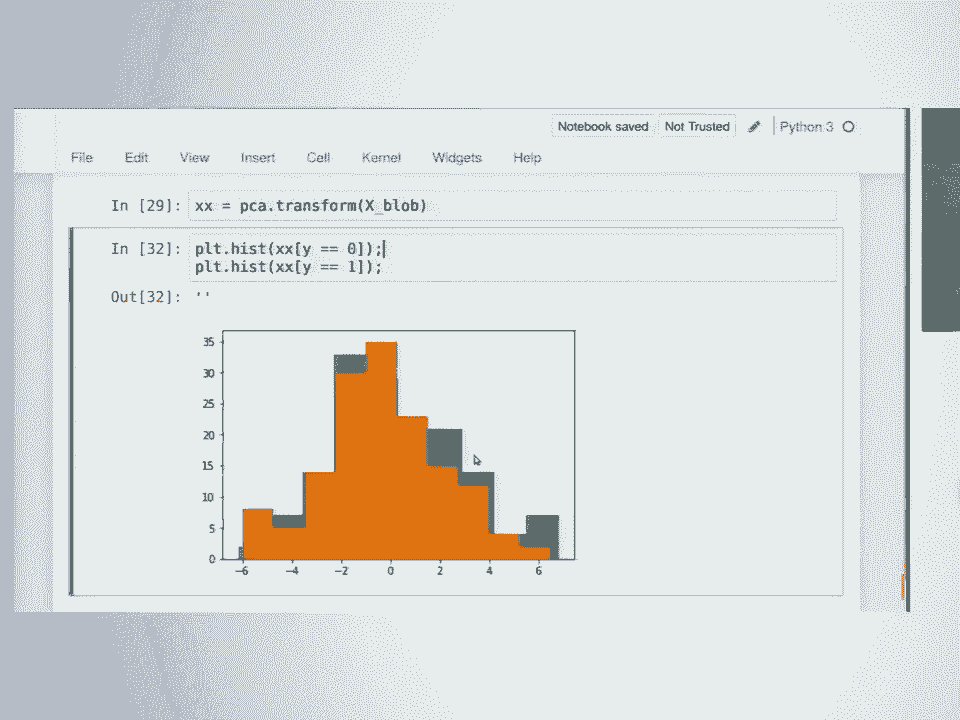 Notebook saved Not Trusted Python 3
File Edit View Insert Cell Kernel Widgets Help
In [29]: xx = pca.transform(X_blob)
In [32]: plt.hist(xx[y == 0]);
plt.hist(xx[y == 1]);
Out[32]: ''
35
30
25
20
15
10
5
0
−6 −4 −2 0 2 4 6